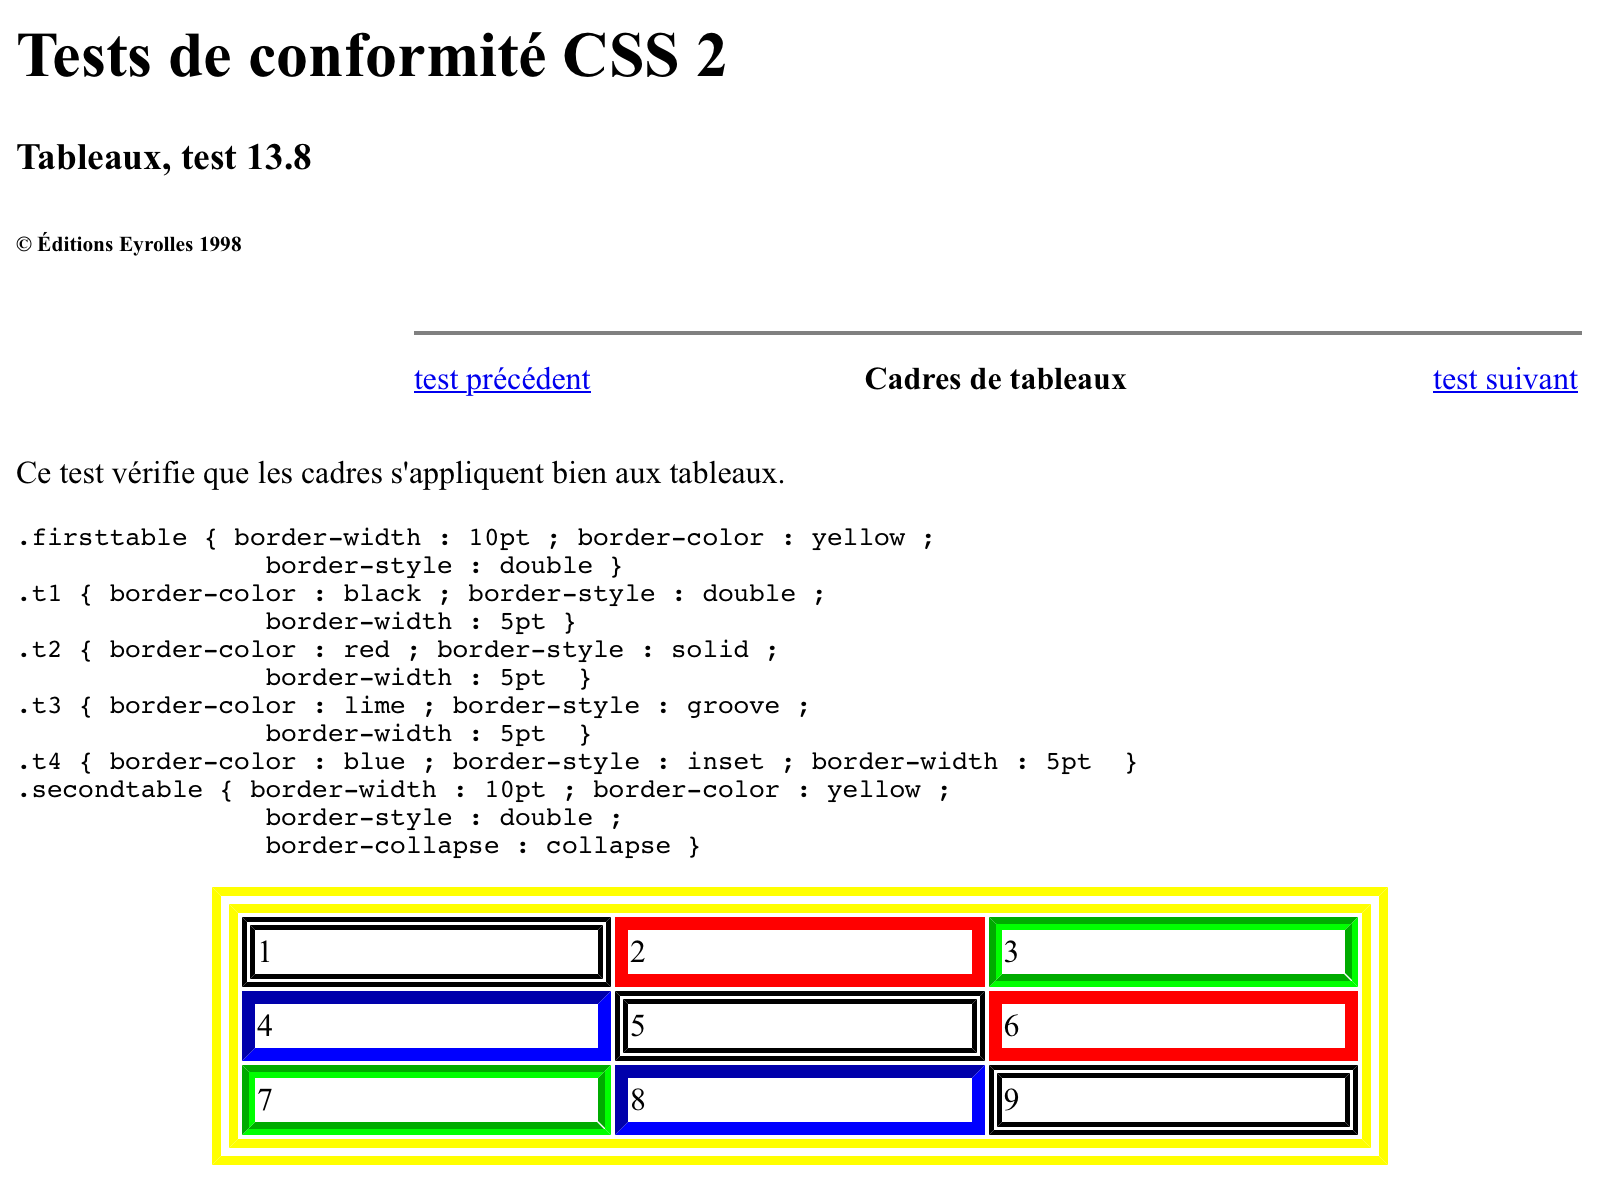 Tests de conformité CSS 2
Tableaux, test 13.8
© Éditions Eyrolles 1998
test précédent Cadres de tableaux test suivant
Ce test vérifie que les cadres s'appliquent bien aux tableaux.
.firsttable { border-width : 10pt ; border-color : yellow ;
                border-style : double }
.t1 { border-color : black ; border-style : double ;
                border-width : 5pt }
.t2 { border-color : red ; border-style : solid ;
                border-width : 5pt  }
.t3 { border-color : lime ; border-style : groove ;
                border-width : 5pt  }
.t4 { border-color : blue ; border-style : inset ; border-width : 5pt  }
.secondtable { border-width : 10pt ; border-color : yellow ;
                border-style : double ;
                border-collapse : collapse }
1 2 3
4 5 6
7 8 9